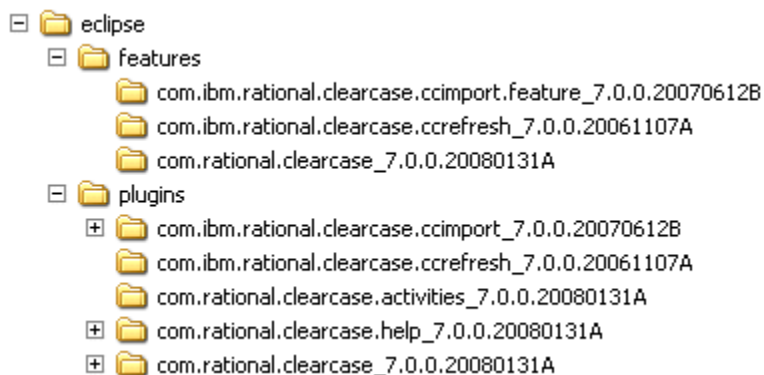 eclipse
features
com.ibm.rational.clearcase.ccimport.feature_7.0.0.20070612B
com.ibm.rational.clearcase.ccrefresh_7.0.0.20061107A
com.rational.clearcase_7.0.0.20080131A
plugins
com.ibm.rational.clearcase.ccimport_7.0.0.20070612B
com.ibm.rational.clearcase.ccrefresh_7.0.0.20061107A
com.rational.clearcase.activities_7.0.0.20080131A
com.rational.clearcase.help_7.0.0.20080131A
com.rational.clearcase_7.0.0.20080131A